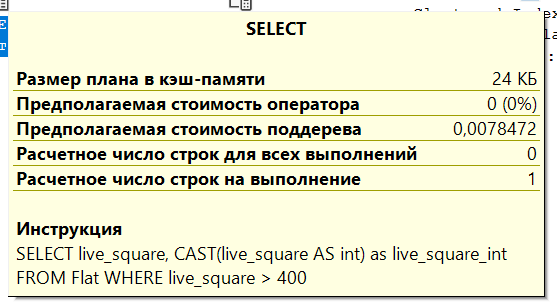 SELECT
Размер плана в кэш-памяти 24 КБ
Предполагаемая стоимость оператора 0 (0%)
Предполагаемая стоимость поддерева 0,0078472
Расчетное число строк для всех выполнений 0
Расчетное число строк на выполнение 1
Инструкция
SELECT live_square, CAST(live_square AS int) as live_square_int
FROM Flat WHERE live_square > 400